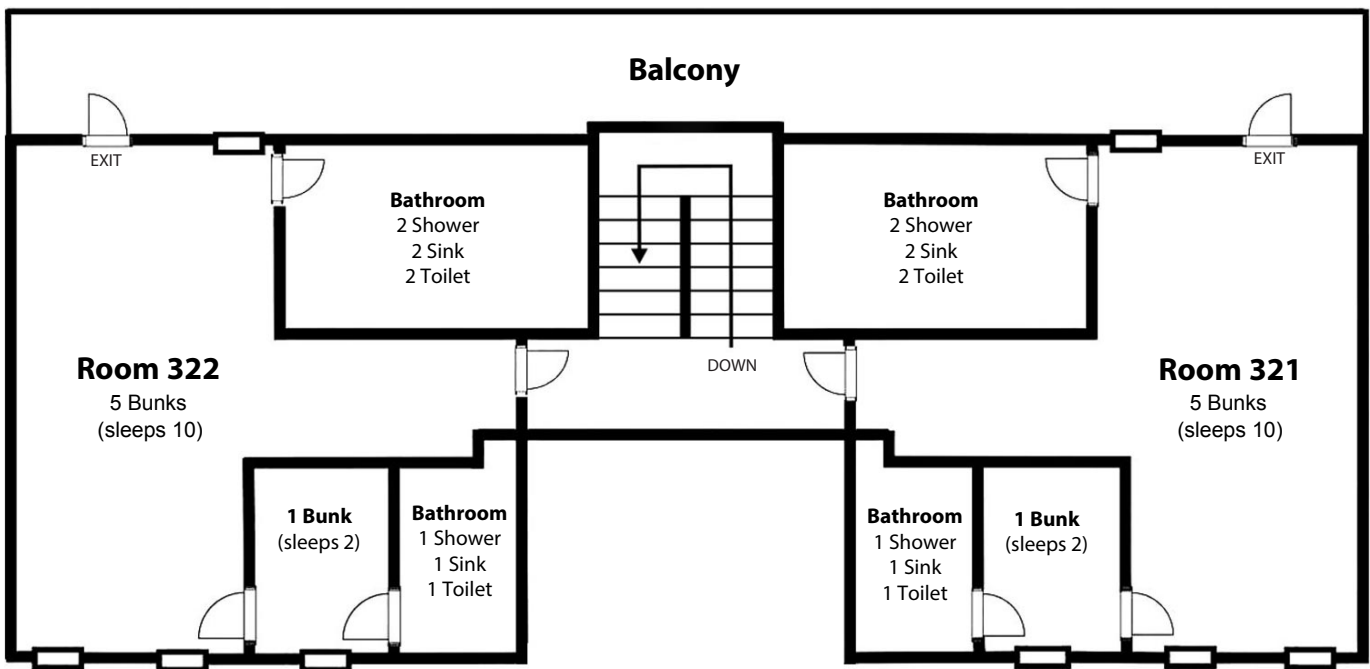 Balcony
EXIT
EXIT
Bathroom
2 Shower
2 Sink
2 Toilet
Bathroom
2 Shower
2 Sink
2 Toilet
Room 322
5 Bunks
(sleeps 10)
DOWN
Room 321
5 Bunks
(sleeps 10)
1 Bunk
(sleeps 2)
Bathroom
1 Shower
1 Sink
1 Toilet
Bathroom
1 Shower
1 Sink
1 Toilet
1 Bunk
(sleeps 2)